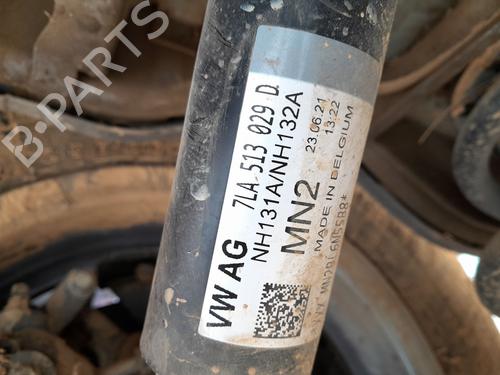 B-PARTS
VW AG 7LA 513 029 D
NH131A/NH132A
MN2
23.06.21
13:22
MADE IN BELGIUM